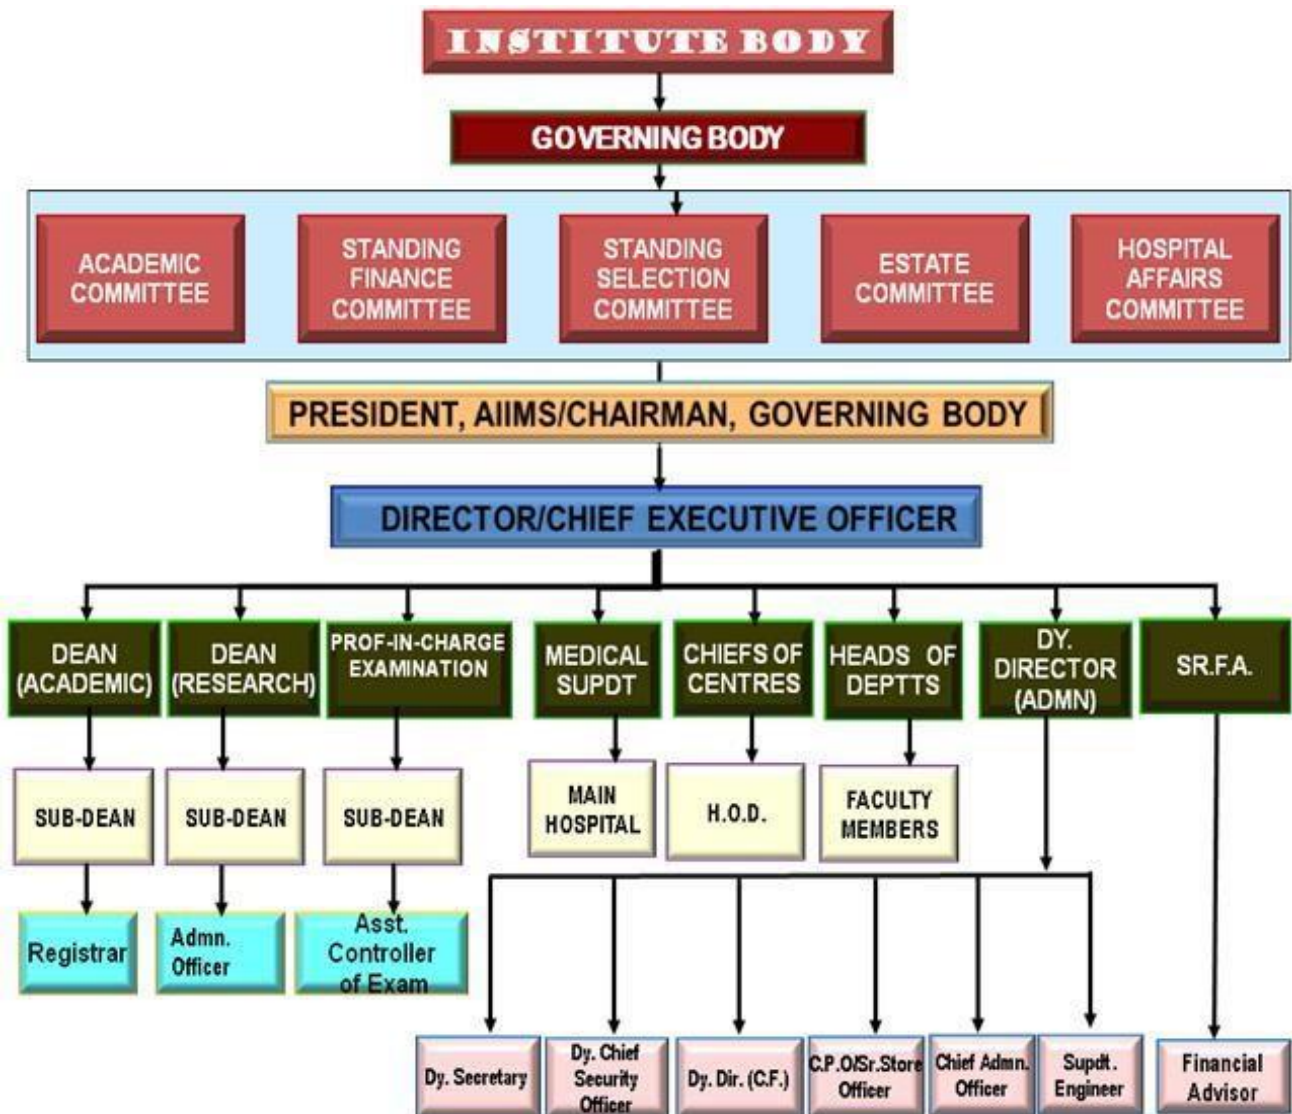 INSTITUTE BODY
GOVERNING BODY
ACADEMIC
COMMITTEE
STANDING
FINANCE
COMMITTEE
STANDING
SELECTION
COMMITTEE
ESTATE
COMMITTEE
HOSPITAL
AFFAIRS
COMMITTEE
PRESIDENT, AIIMS/CHAIRMAN, GOVERNING BODY
DIRECTOR/CHIEF EXECUTIVE OFFICER
DEAN
(ACADEMIC)
DEAN
(RESEARCH)
PROF-IN-CHARGE
EXAMINATION
MEDICAL
SUPDT
CHIEFS OF
CENTRES
HEADS OF
DEPTTS
DY.
DIRECTOR
(ADMN)
SR.F.A.
SUB-DEAN
SUB-DEAN
SUB-DEAN
MAIN
HOSPITAL
H.O.D.
FACULTY
MEMBERS
Registrar
Admn.
Officer
Asst.
Controller
of Exam
Dy. Secretary
Dy. Chief
Security
Officer
Dy. Dir. (C.F.)
C.P.O/Sr.Store
Officer
Chief Admn.
Officer
Supdt.
Engineer
Financial
Advisor